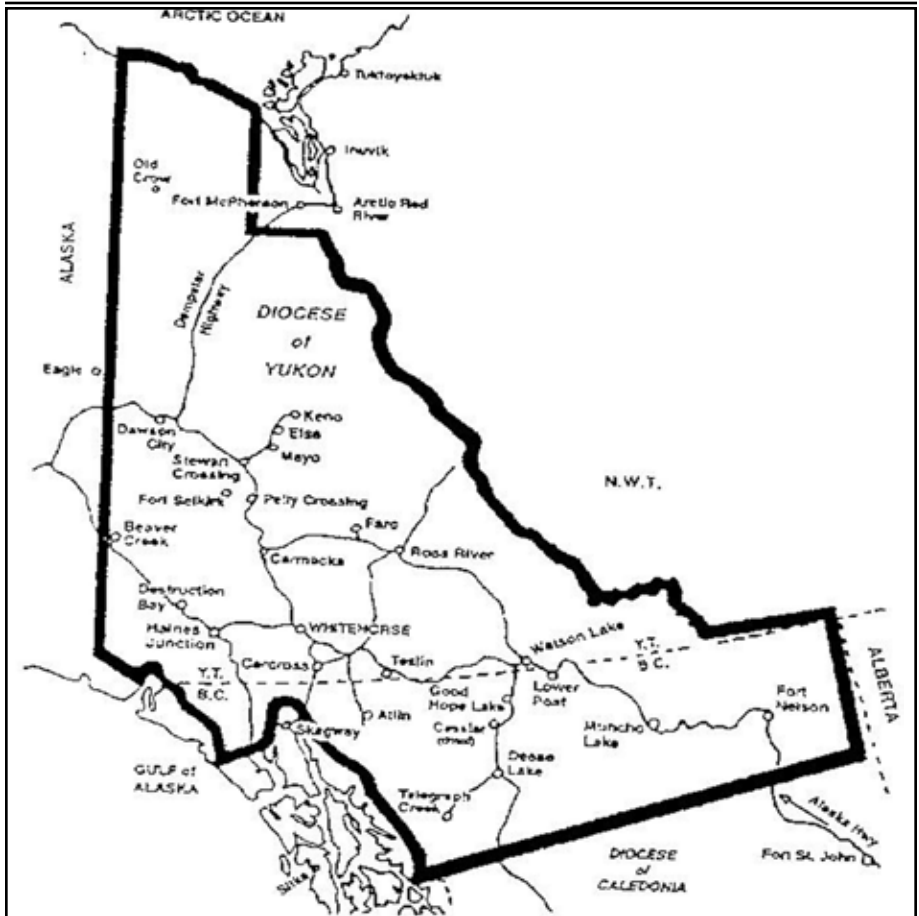 ARCTIC OCEAN
Tuktoyaktuk
Inuvik
Old
Crow
Fort McPherson
Arctic Red
River
ALASKA
Dempster
Highway
DIOCESE
of
YUKON
Eagle
Keno
Elsa
Mayo
Dawson
City
Stewart
Crossing
N.W.T.
Fort Selkirk
Pelly Crossing
Faro
Beaver
Creek
Ross River
Carmacks
Destruction
Bay
WHITEHORSE
Haines
Junction
Watson Lake
Y.T.
B.C.
Carcross
Teslin
Y.T.
B.C.
ALBERTA
Lower
Post
Good
Hope Lake
Fort
Nelson
Atlin
Cassiar
(closed)
Muncho
Lake
Skagway
Dease
Lake
GULF of
ALASKA
Telegraph
Creek
Alaska Hwy
Sitka
Fort St. John
DIOCESE
of
CALEDONIA